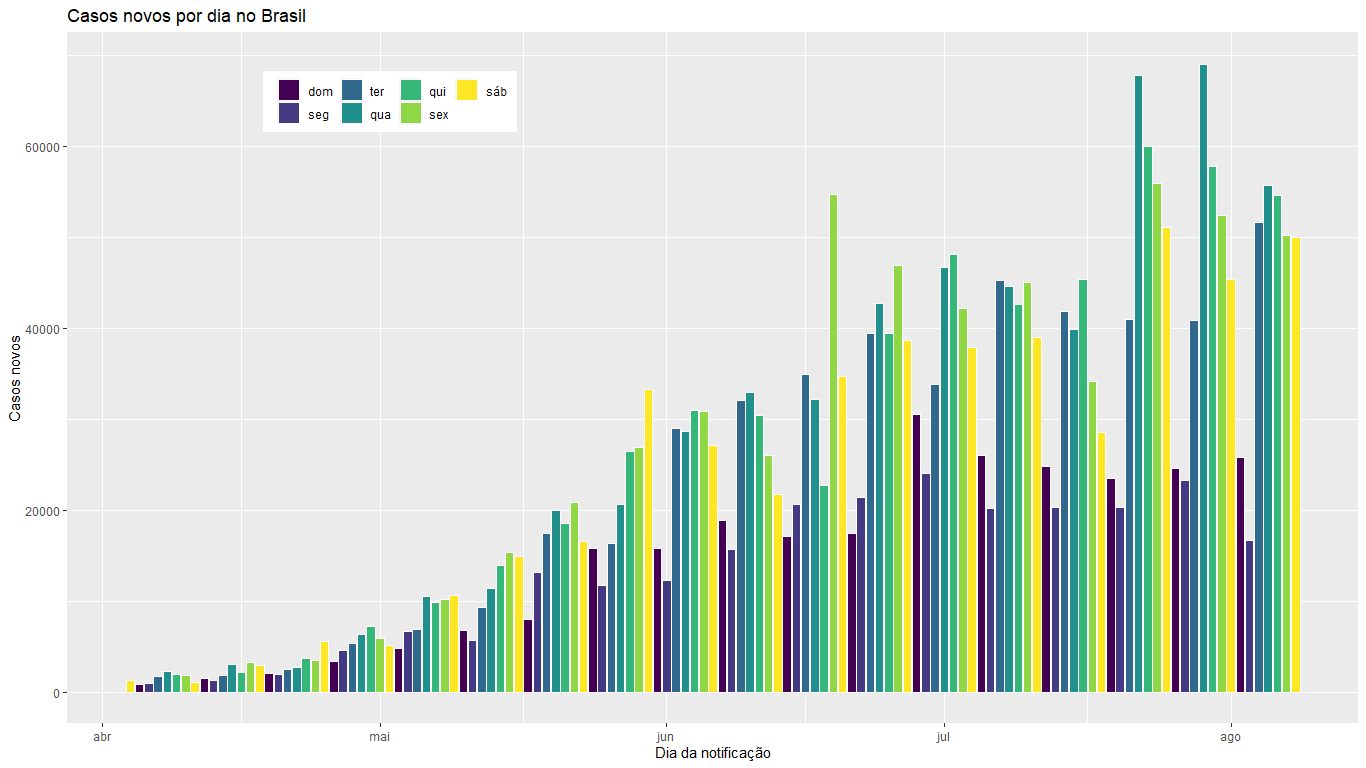 Casos novos por dia no Brasil
dom ter qui sáb
seg qua sex
60000
40000
20000
0
Casos novos
abr mai jun jul ago
Dia da notificação